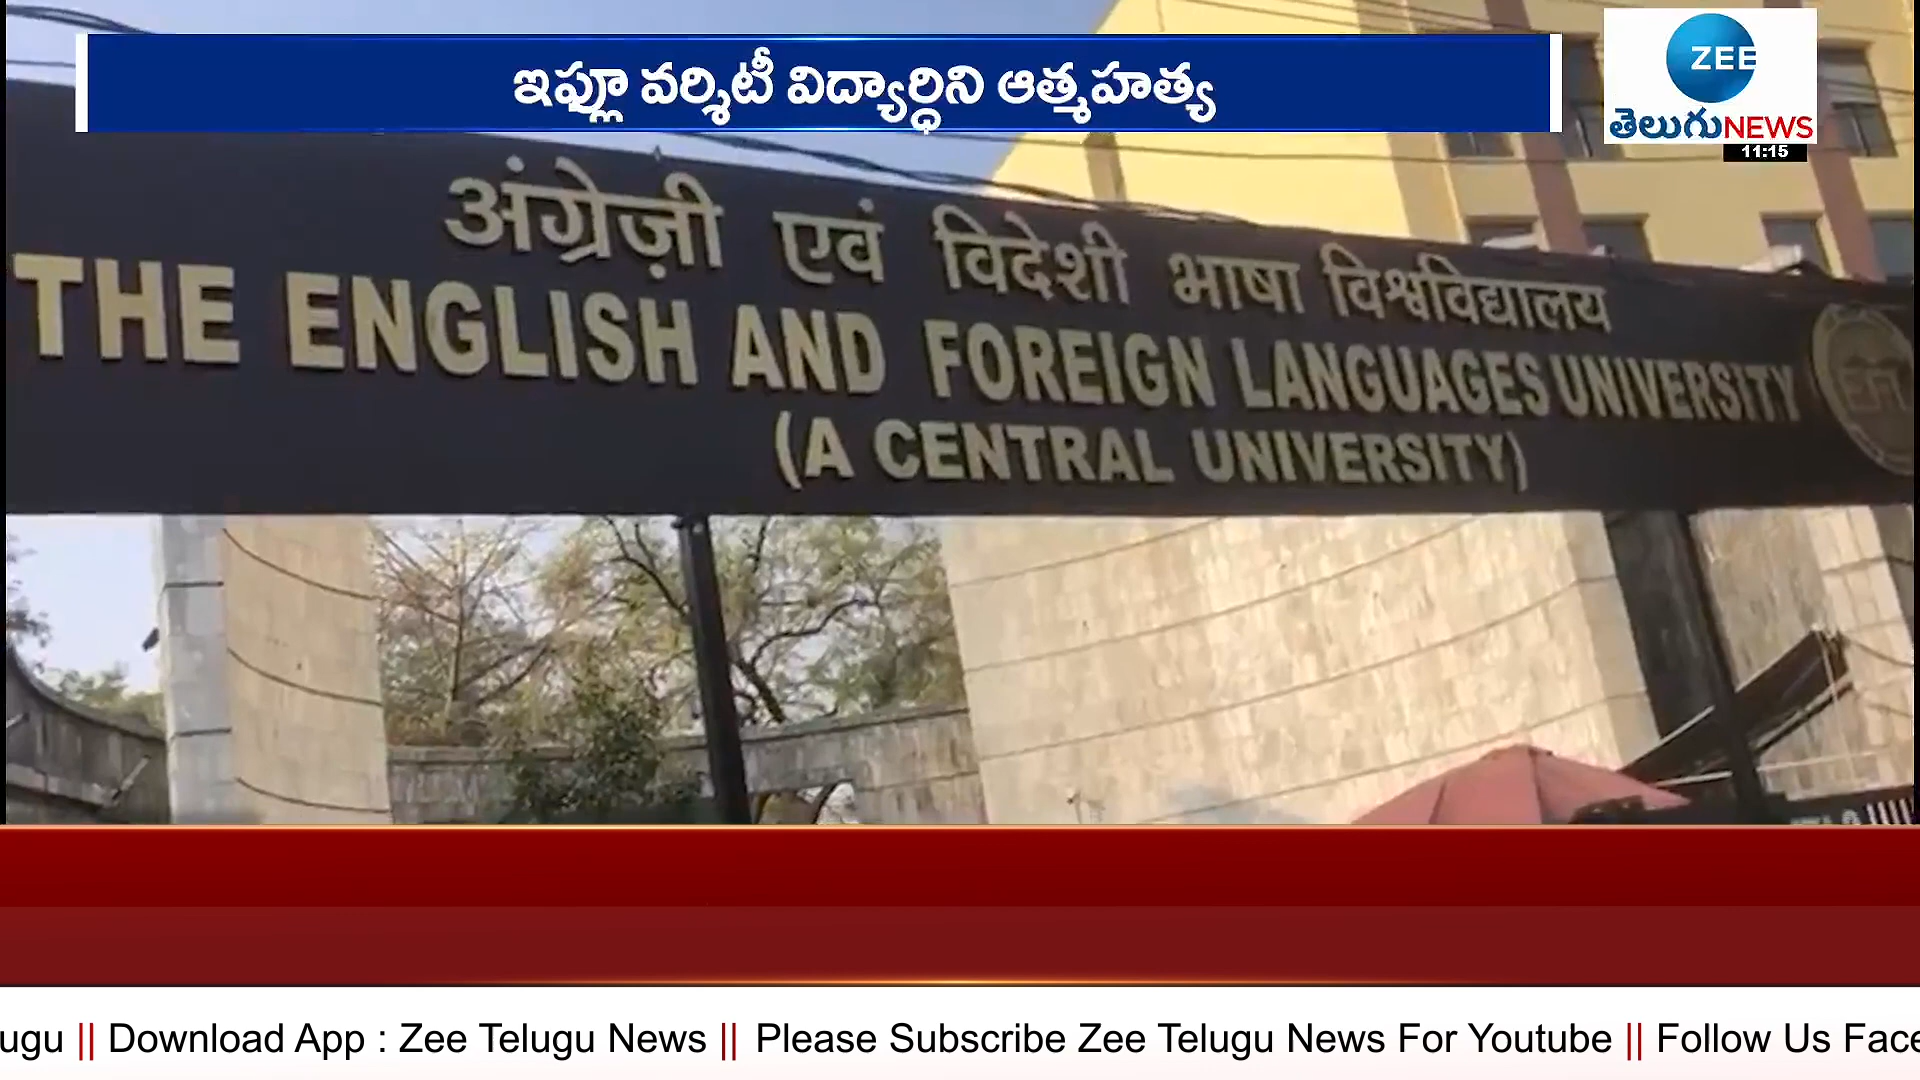 ఇఫ్లూ వర్శిటీ విద్యార్ధిని ఆత్మహత్య
ZEE
తెలుగు NEWS
11:15
अंग्रेज़ी एवं विदेशी भाषा विश्वविद्यालय
THE ENGLISH AND FOREIGN LANGUAGES UNIVERSITY
(A CENTRAL UNIVERSITY)
ugu || Download App : Zee Telugu News || Please Subscribe Zee Telugu News For Youtube || Follow Us Face